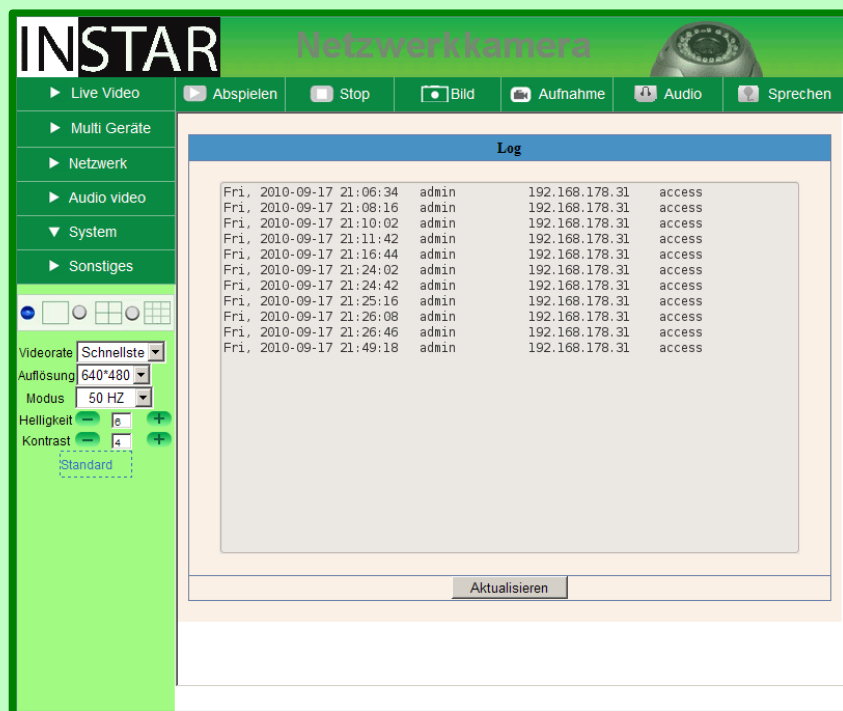 INSTAR
Netzwerkkamera
Live Video
Abspielen Stop Bild Aufnahme Audio Sprechen
Multi Geräte
Netzwerk
Audio video
System
Sonstiges
Log
Fri, 2010-09-17 21:06:34 admin 192.168.178.31 access
Fri, 2010-09-17 21:08:16 admin 192.168.178.31 access
Fri, 2010-09-17 21:10:02 admin 192.168.178.31 access
Fri, 2010-09-17 21:11:42 admin 192.168.178.31 access
Fri, 2010-09-17 21:16:44 admin 192.168.178.31 access
Fri, 2010-09-17 21:24:02 admin 192.168.178.31 access
Fri, 2010-09-17 21:24:42 admin 192.168.178.31 access
Fri, 2010-09-17 21:25:16 admin 192.168.178.31 access
Fri, 2010-09-17 21:26:08 admin 192.168.178.31 access
Fri, 2010-09-17 21:26:46 admin 192.168.178.31 access
Fri, 2010-09-17 21:49:18 admin 192.168.178.31 access
Videorate Schnellste
Auflösung 640*480
Modus 50 HZ
Helligkeit 6
Kontrast 4
Standard
Aktualisieren